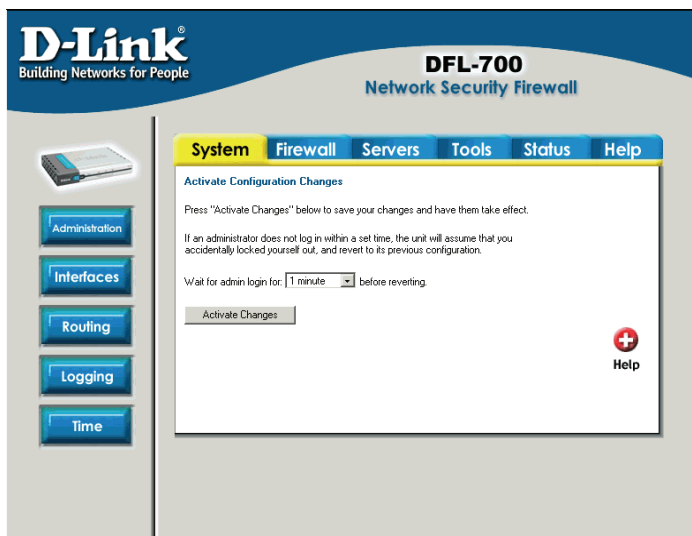 D-Link®
Building Networks for People
DFL-700
Network Security Firewall
System Firewall Servers Tools Status Help
Administration
Interfaces
Routing
Logging
Time
Activate Configuration Changes
Press "Activate Changes" below to save your changes and have them take effect.
If an administrator does not log in within a set time, the unit will assume that you
accidentally locked yourself out, and revert to its previous configuration.
Wait for admin login for: 1 minute before reverting.
Activate Changes
Help